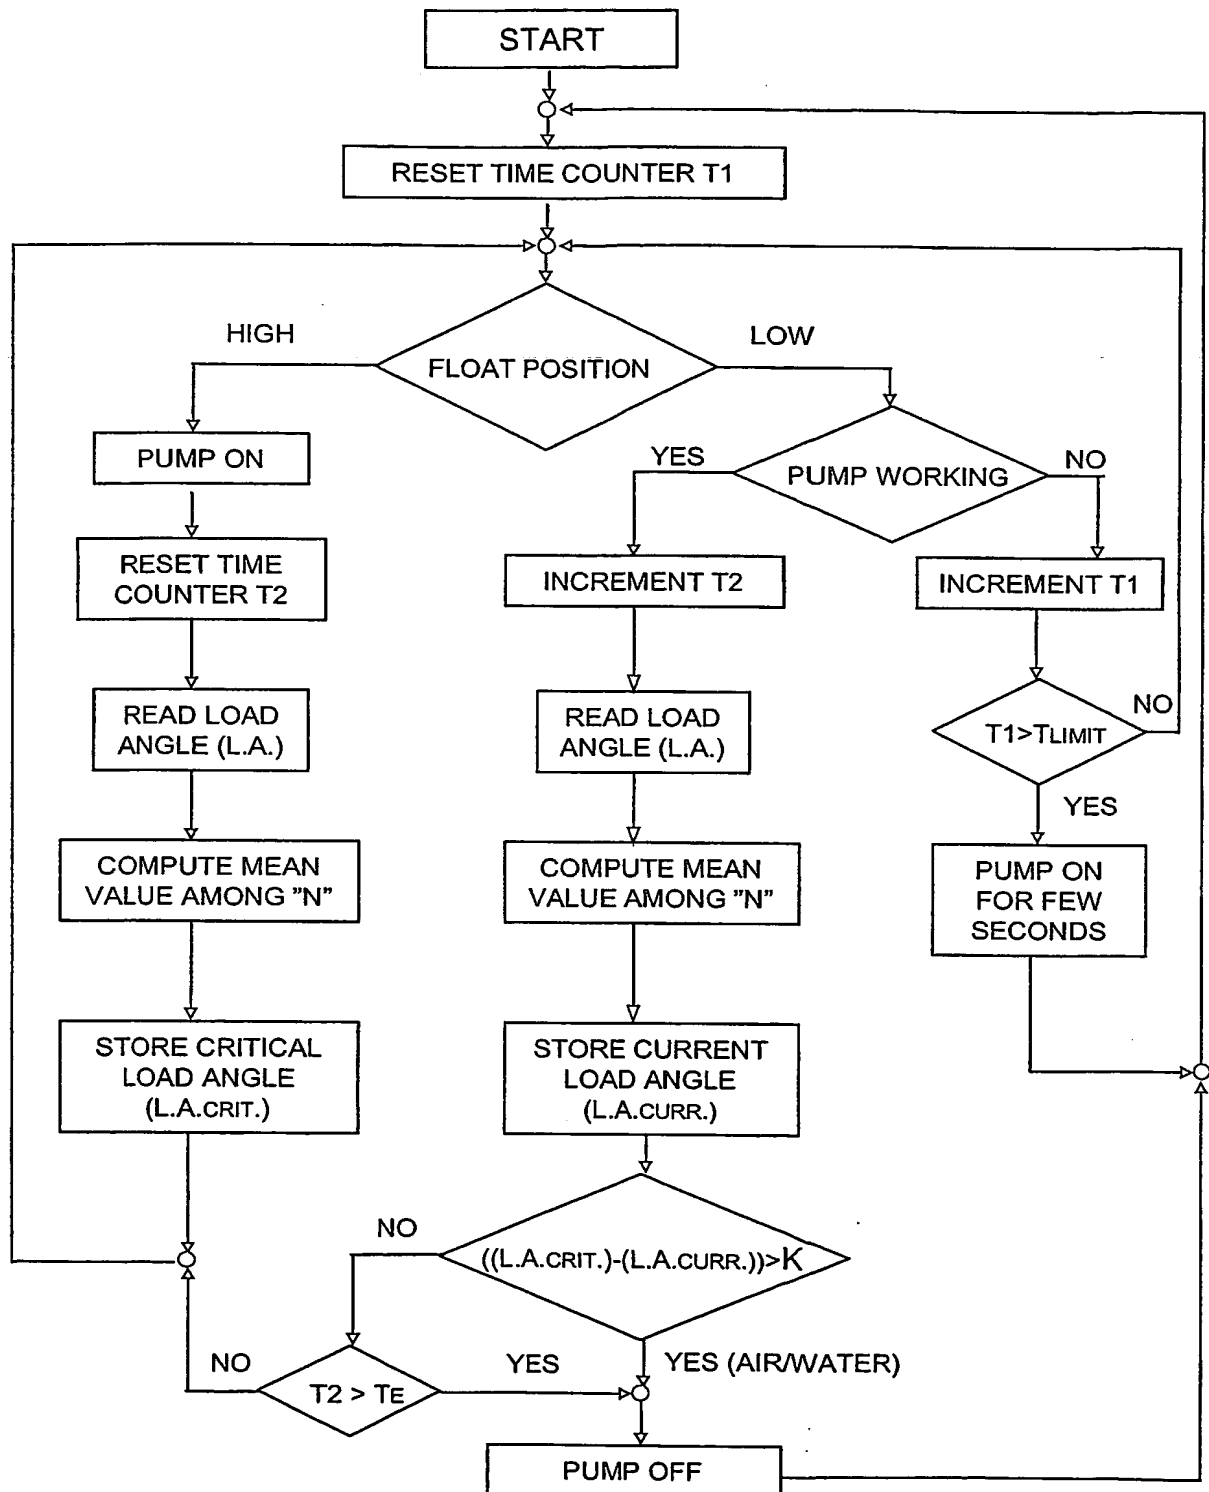 START
RESET TIME COUNTER T1
HIGH
LOW
FLOAT POSITION
PUMP ON
YES
PUMP WORKING
NO
RESET TIME
COUNTER T2
INCREMENT T2
INCREMENT T1
READ LOAD
ANGLE (L.A.)
READ LOAD
ANGLE (L.A.)
T1>TLIMIT
NO
YES
COMPUTE MEAN
VALUE AMONG "N"
COMPUTE MEAN
VALUE AMONG "N"
PUMP ON
FOR FEW
SECONDS
STORE CRITICAL
LOAD ANGLE
(L.A.CRIT.)
STORE CURRENT
LOAD ANGLE
(L.A.CURR.)
NO
((L.A.CRIT.)-(L.A.CURR.))>K
NO
T2 > TE
YES
YES (AIR/WATER)
PUMP OFF